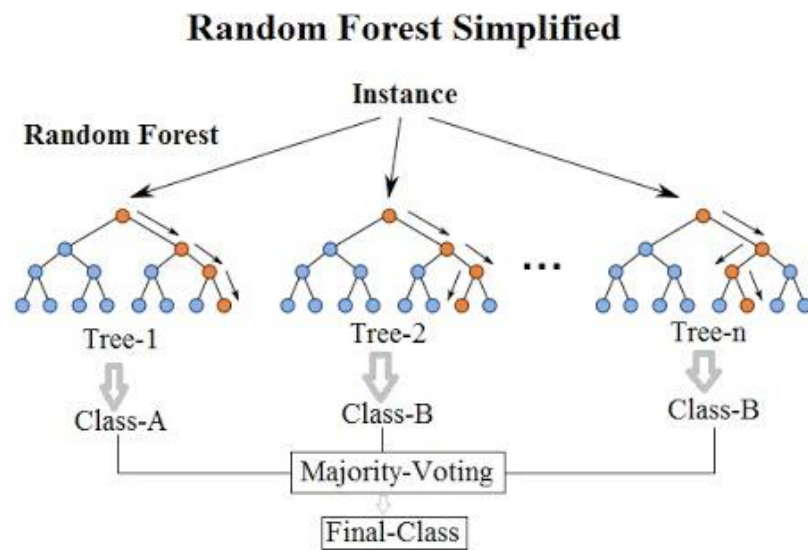 Random Forest Simplified
Instance
Random Forest
...
Tree-1
Tree-2
Tree-n
Class-A
Class-B
Class-B
Majority-Voting
Final-Class